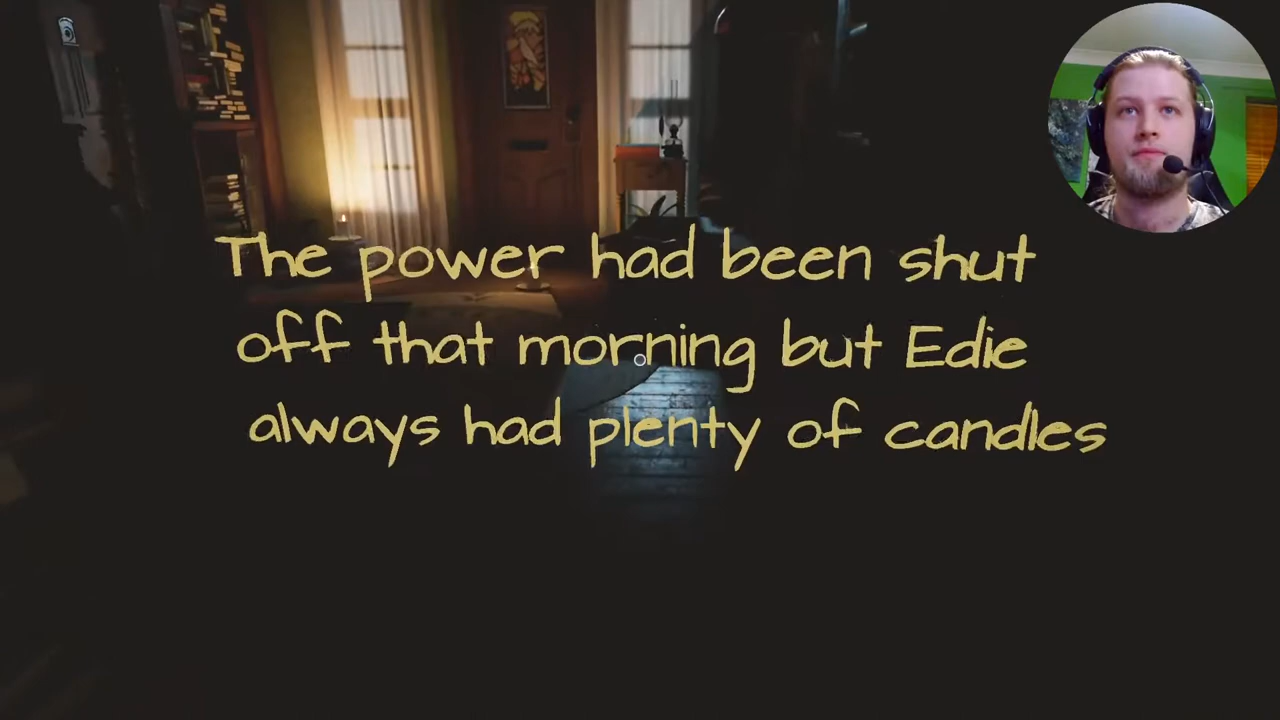 The power had been shut
off that morning but Edie
always had plenty of candles